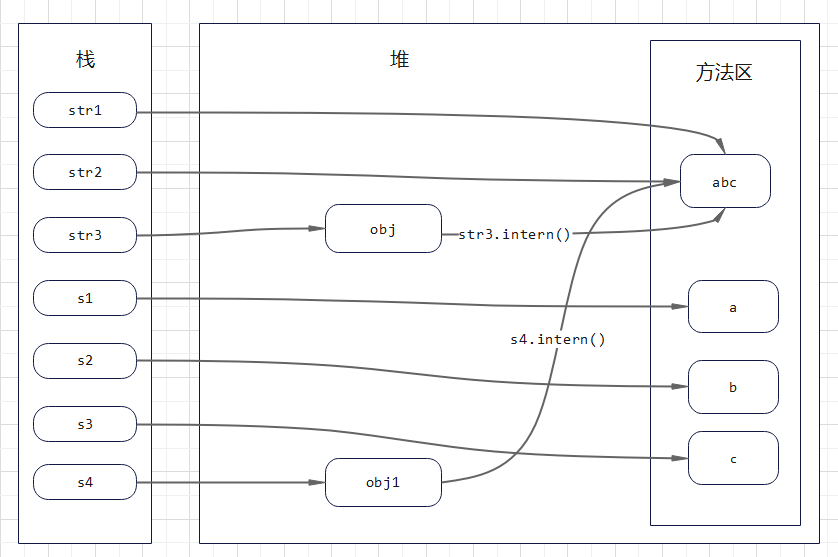 栈
堆
方法区
str1
str2
abc
str3
obj
str3.intern()
s1
a
s4.intern()
s2
b
s3
c
s4
obj1